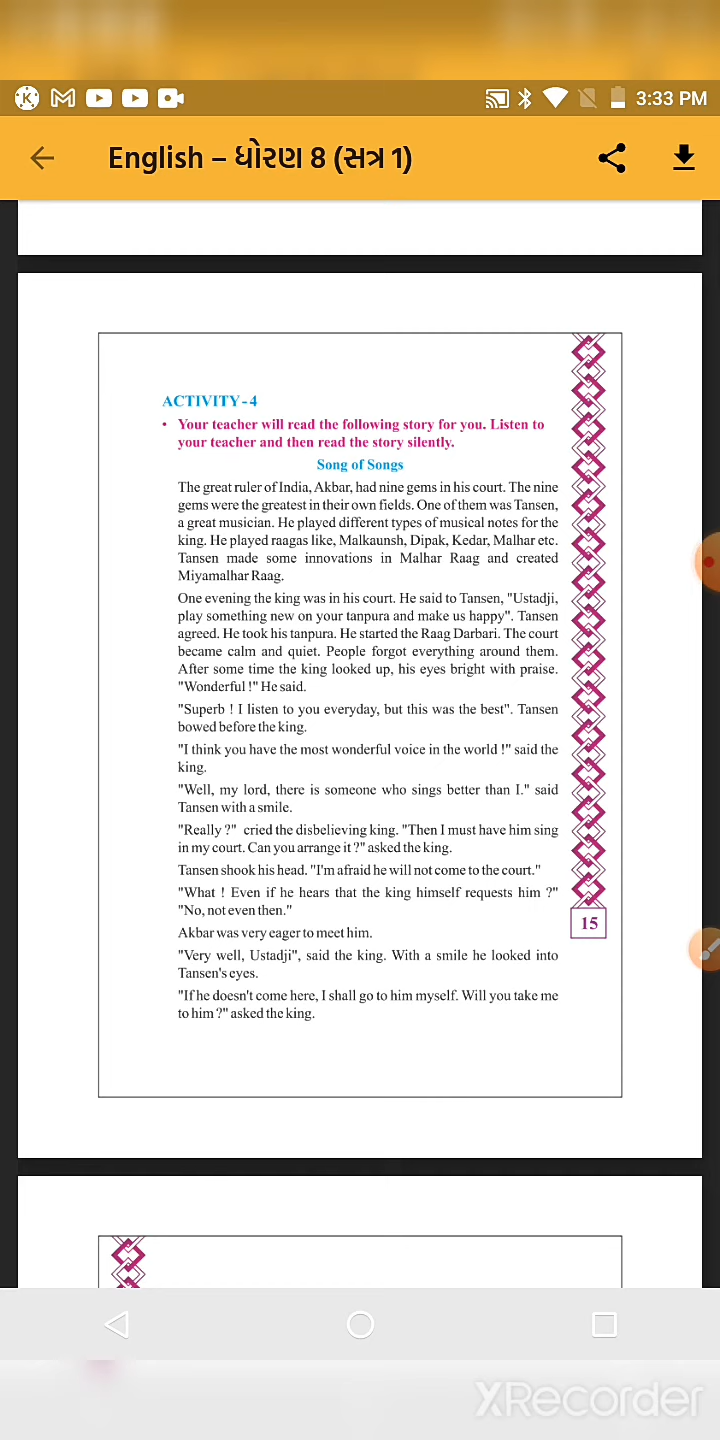 3:33 PM
English – ધોરણ 8 (સત્ર 1)
ACTIVITY - 4
• Your teacher will read the following story for you. Listen to
your teacher and then read the story silently.
Song of Songs
The great ruler of India, Akbar, had nine gems in his court. The nine
gems were the greatest in their own fields. One of them was Tansen,
a great musician. He played different types of musical notes for the
king. He played raagas like, Malkaunsh, Dipak, Kedar, Malhar etc.
Tansen made some innovations in Malhar Raag and created
Miyamalhar Raag.
One evening the king was in his court. He said to Tansen, "Ustadji,
play something new on your tanpura and make us happy". Tansen
agreed. He took his tanpura. He started the Raag Darbari. The court
became calm and quiet. People forgot everything around them.
After some time the king looked up, his eyes bright with praise.
"Wonderful !" He said.
"Superb ! I listen to you everyday, but this was the best". Tansen
bowed before the king.
"I think you have the most wonderful voice in the world !" said the
king.
"Well, my lord, there is someone who sings better than I." said
Tansen with a smile.
"Really ?" cried the disbelieving king. "Then I must have him sing
in my court. Can you arrange it ?" asked the king.
Tansen shook his head. "I'm afraid he will not come to the court."
"What ! Even if he hears that the king himself requests him ?"
"No, not even then."
Akbar was very eager to meet him.
"Very well, Ustadji", said the king. With a smile he looked into
Tansen's eyes.
"If he doesn't come here, I shall go to him myself. Will you take me
to him ?" asked the king.
15
XRecorder